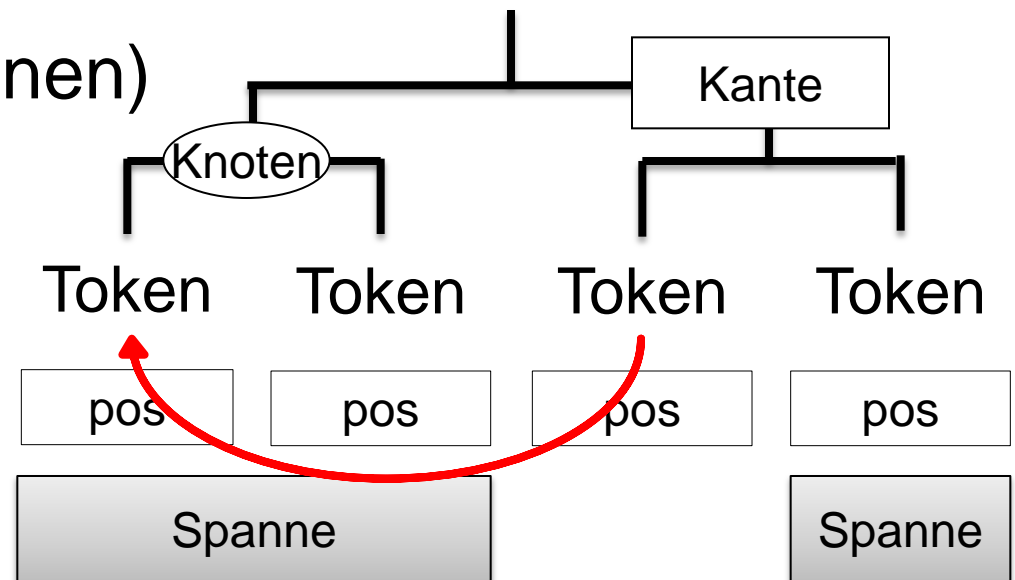 nen)
Kante
Knoten
Token Token Token Token
pos pos pos pos
Spanne Spanne